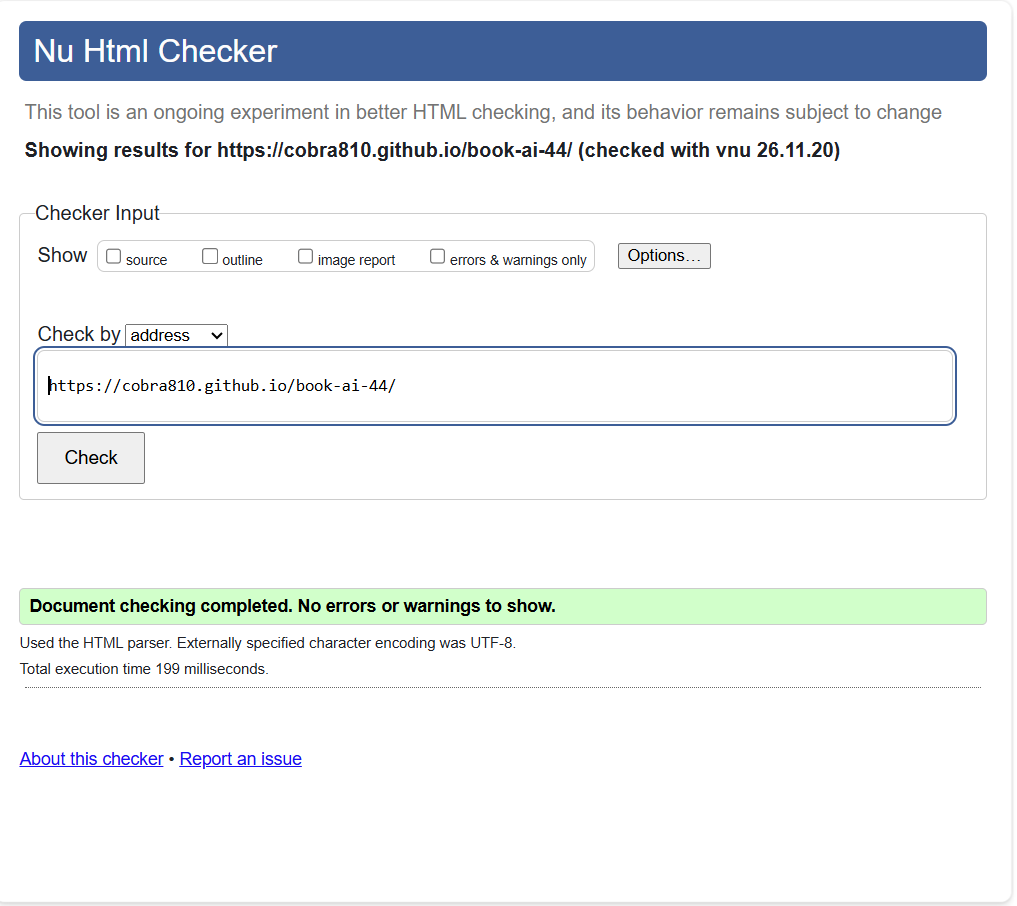 Nu Html Checker
This tool is an ongoing experiment in better HTML checking, and its behavior remains subject to change
Showing results for https://cobra810.github.io/book-ai-44/ (checked with vnu 26.11.20)
Checker Input
Show source outline image report errors & warnings only Options…
Check by address
https://cobra810.github.io/book-ai-44/
Check
Document checking completed. No errors or warnings to show.
Used the HTML parser. Externally specified character encoding was UTF-8.
Total execution time 199 milliseconds.
About this checker • Report an issue